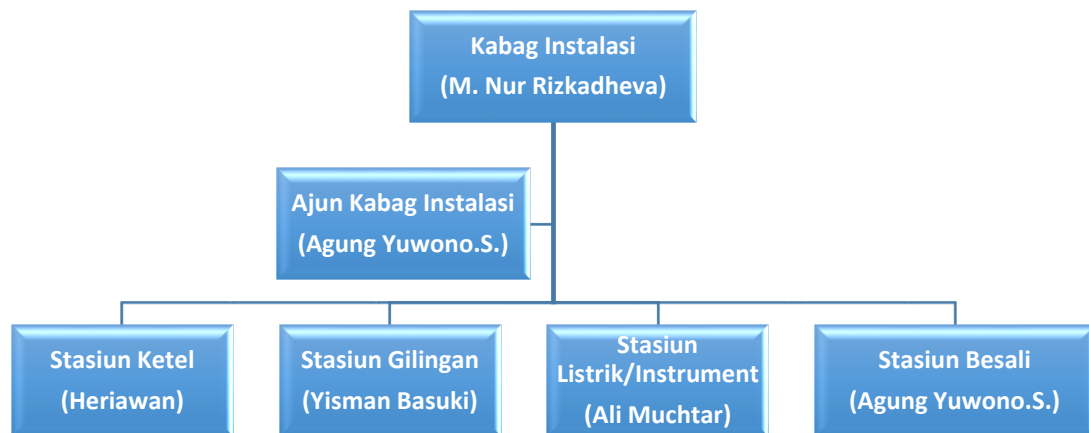 Kabag Instalasi
(M. Nur Rizkadheva)
Ajun Kabag Instalasi
(Agung Yuwono.S.)
Stasiun Ketel
(Heriawan)
Stasiun Gilingan
(Yisman Basuki)
Stasiun
Listrik/Instrument
(Ali Muchtar)
Stasiun Besali
(Agung Yuwono.S.)